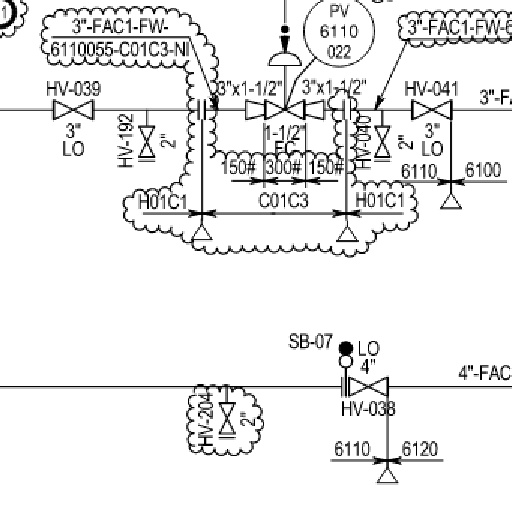 1
3"-FAC1-FW-
6110055-C01C3-NI
PV
6110
022
3"-FAC1-FW-6
HV-039
3"x1-1/2"
3"x1-1/2"
HV-041
3"-FA
HV-192
2"
3"
LO
1-1/2"
FC
HV-040
2"
3"
LO
150#
300#
150#
6110
6100
H01C1
C01C3
H01C1
SB-07
LO
4"
4"-FAC
HV-038
HV-204
2"
6110
6120